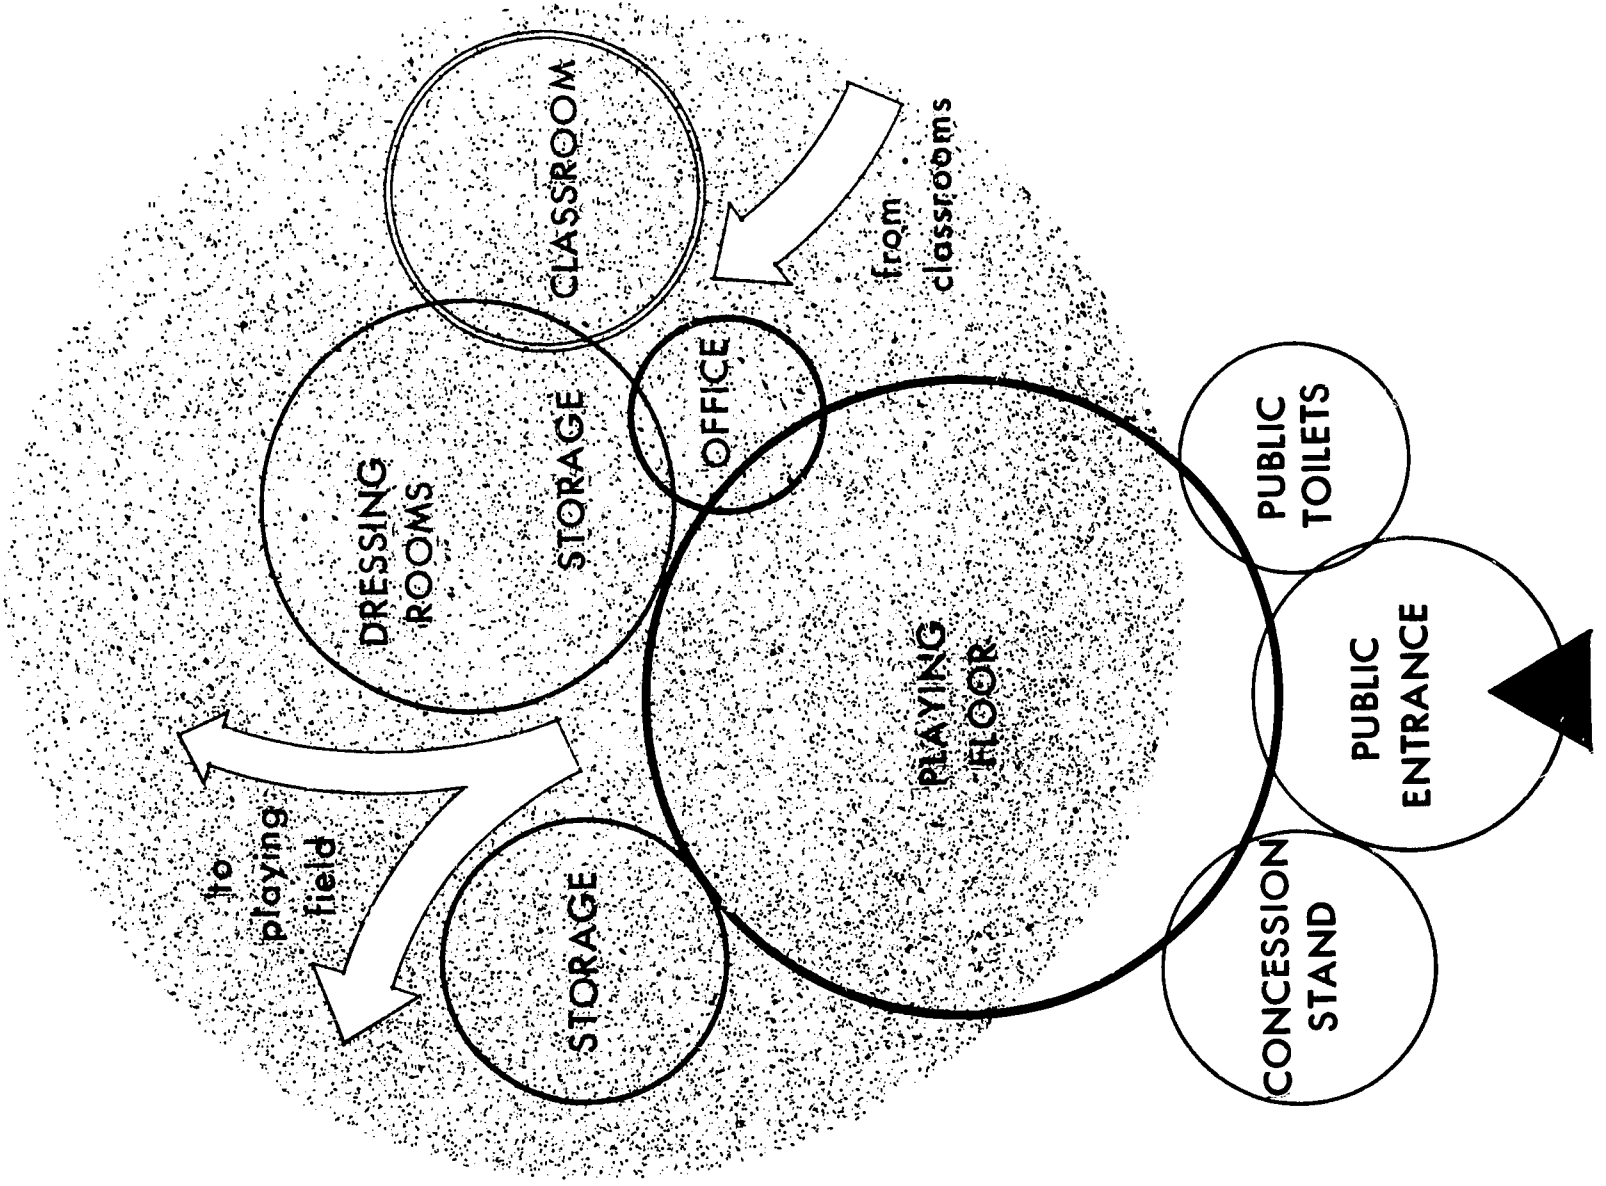 to
playing
field
DRESSING
ROOMS
STORAGE
CLASSROOM
STORAGE
OFFICE
from
classrooms
PLAYING
FLOOR
CONCESSION
STAND
PUBLIC
ENTRANCE
PUBLIC
TOILETS